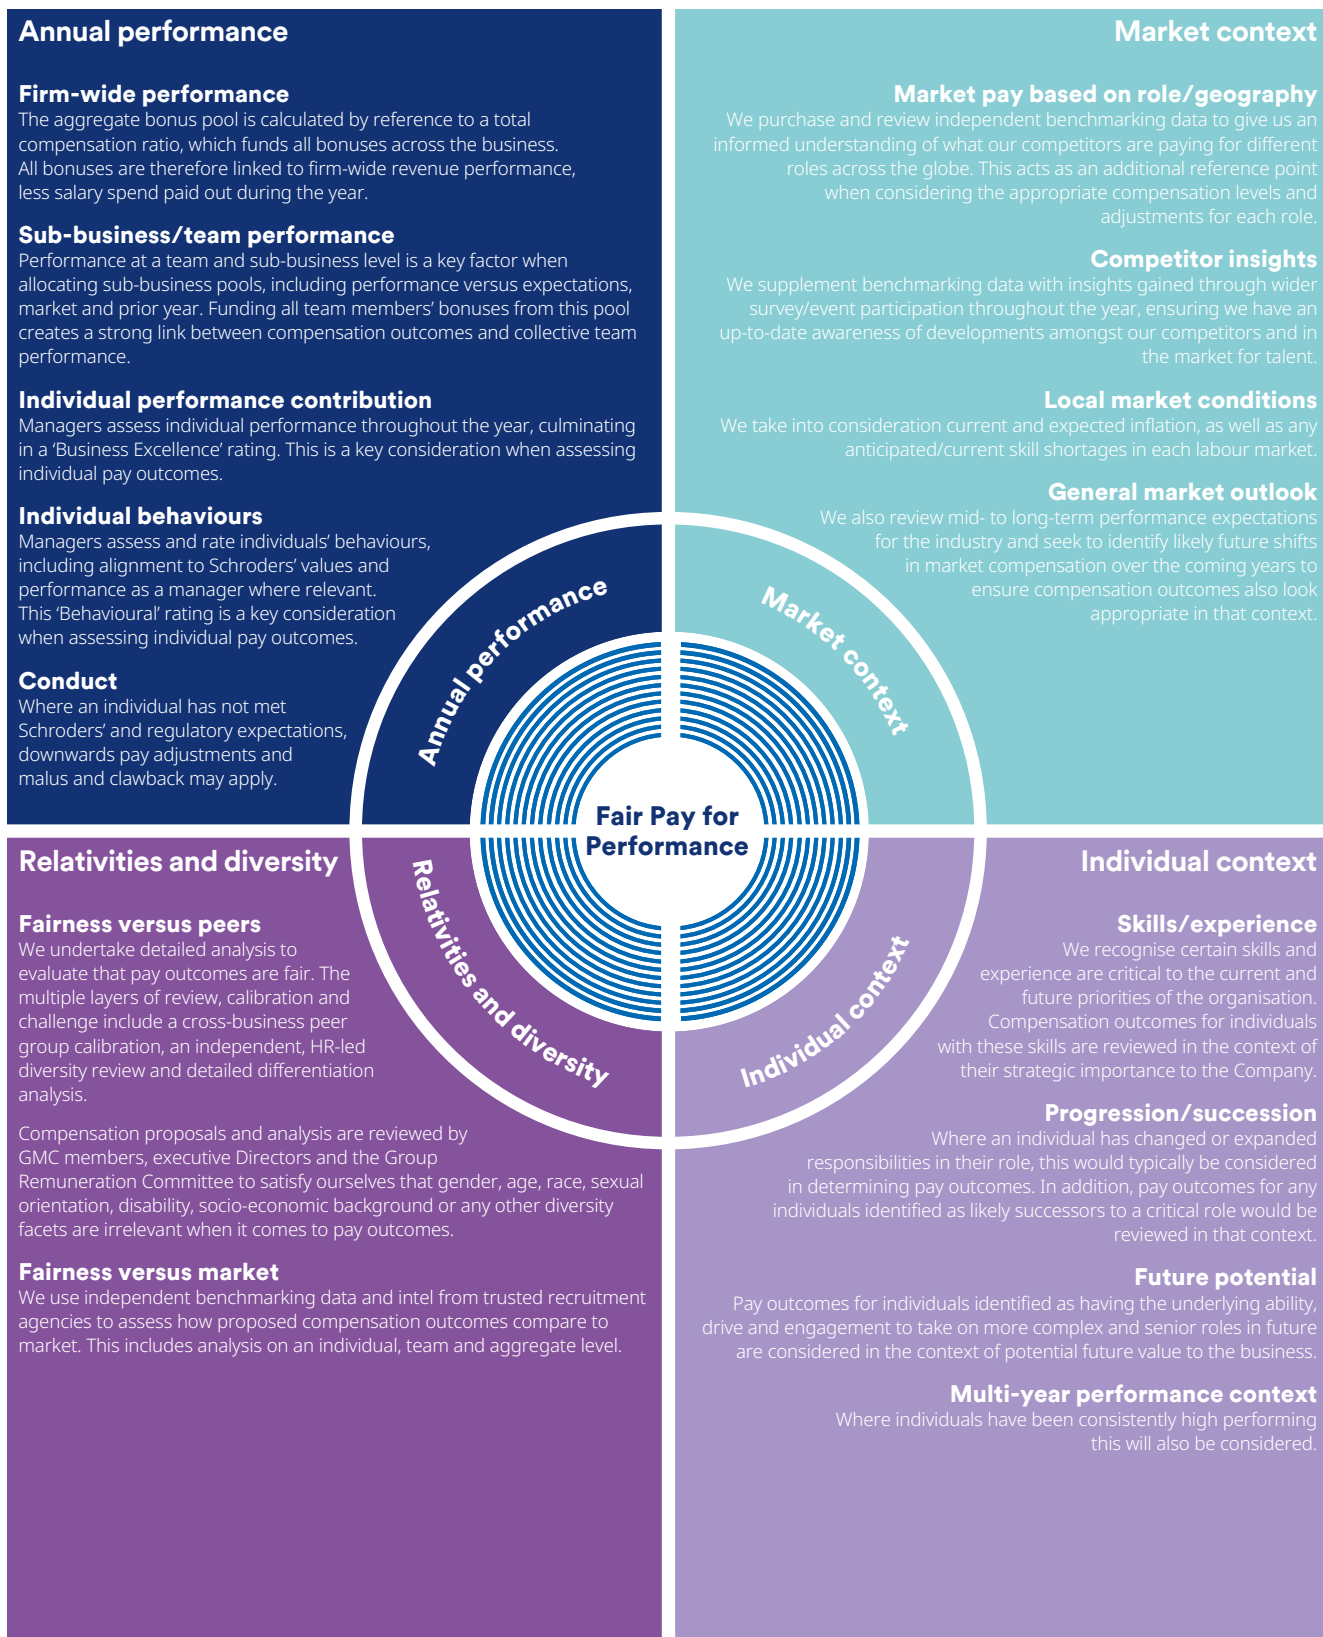 Annual performance
Firm-wide performance
The aggregate bonus pool is calculated by reference to a total
compensation ratio, which funds all bonuses across the business.
All bonuses are therefore linked to firm-wide revenue performance,
less salary spend paid out during the year.
Sub-business/team performance
Performance at a team and sub-business level is a key factor when
allocating sub-business pools, including performance versus expectations,
market and prior year. Funding all team members’ bonuses from this pool
creates a strong link between compensation outcomes and collective team
performance.
Individual performance contribution
Managers assess individual performance throughout the year, culminating
in a ‘Business Excellence’ rating. This is a key consideration when assessing
individual pay outcomes.
Individual behaviours
Managers assess and rate individuals’ behaviours,
including alignment to Schroders’ values and
performance as a manager where relevant.
This ‘Behavioural’ rating is a key consideration
when assessing individual pay outcomes.
Conduct
Where an individual has not met
Schroders’ and regulatory expectations,
downwards pay adjustments and
malus and clawback may apply.
Market context
Market pay based on role/geography
We purchase and review independent benchmarking data to give us an
informed understanding of what our competitors are paying for different
roles across the globe. This acts as an additional reference point
when considering the appropriate compensation levels and
adjustments for each role.
Competitor insights
We supplement benchmarking data with insights gained through wider
survey/event participation throughout the year, ensuring we have an
up-to-date awareness of developments amongst our competitors and in
the market for talent.
Local market conditions
We take into consideration current and expected inflation, as well as any
anticipated/current skill shortages in each labour market.
General market outlook
We also review mid- to long-term performance expectations
for the industry and seek to identify likely future shifts
in market compensation over the coming years to
ensure compensation outcomes also look
appropriate in that context.
Annual performance
Market context
Fair Pay for
Performance
Relativities and diversity
Individual context
Relativities and diversity
Fairness versus peers
We undertake detailed analysis to
evaluate that pay outcomes are fair. The
multiple layers of review, calibration and
challenge include a cross-business peer
group calibration, an independent, HR-led
diversity review and detailed differentiation
analysis.
Compensation proposals and analysis are reviewed by
GMC members, executive Directors and the Group
Remuneration Committee to satisfy ourselves that gender, age, race, sexual
orientation, disability, socio-economic background or any other diversity
facets are irrelevant when it comes to pay outcomes.
Fairness versus market
We use independent benchmarking data and intel from trusted recruitment
agencies to assess how proposed compensation outcomes compare to
market. This includes analysis on an individual, team and aggregate level.
Individual context
Skills/experience
We recognise certain skills and
experience are critical to the current and
future priorities of the organisation.
Compensation outcomes for individuals
with these skills are reviewed in the context of
their strategic importance to the Company.
Progression/succession
Where an individual has changed or expanded
responsibilities in their role, this would typically be considered
in determining pay outcomes. In addition, pay outcomes for any
individuals identified as likely successors to a critical role would be
reviewed in that context.
Future potential
Pay outcomes for individuals identified as having the underlying ability,
drive and engagement to take on more complex and senior roles in future
are considered in the context of potential future value to the business.
Multi-year performance context
Where individuals have been consistently high performing
this will also be considered.